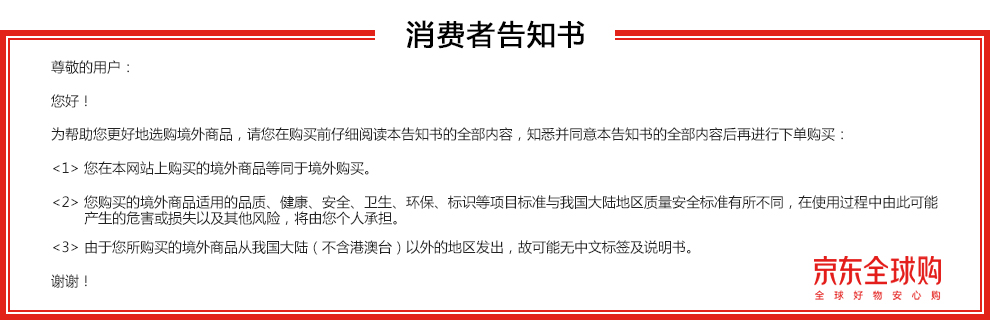 消费者告知书
尊敬的用户：
您好！
为帮助您更好地选购境外商品，请您在购买前仔细阅读本告知书的全部内容，知悉并同意本告知书的全部内容后再进行下单购买：
<1> 您在本网站上购买的境外商品等同于境外购买。
<2> 您购买的境外商品适用的品质、健康、安全、卫生、环保、标识等项目标准与我国大陆地区质量安全标准有所不同，在使用过程中由此可能
产生的危害或损失以及其他风险，将由您个人承担。
<3> 由于您所购买的境外商品从我国大陆（不含港澳台）以外的地区发出，故可能无中文标签及说明书。
谢谢！
京东全球购
全球好物安心购